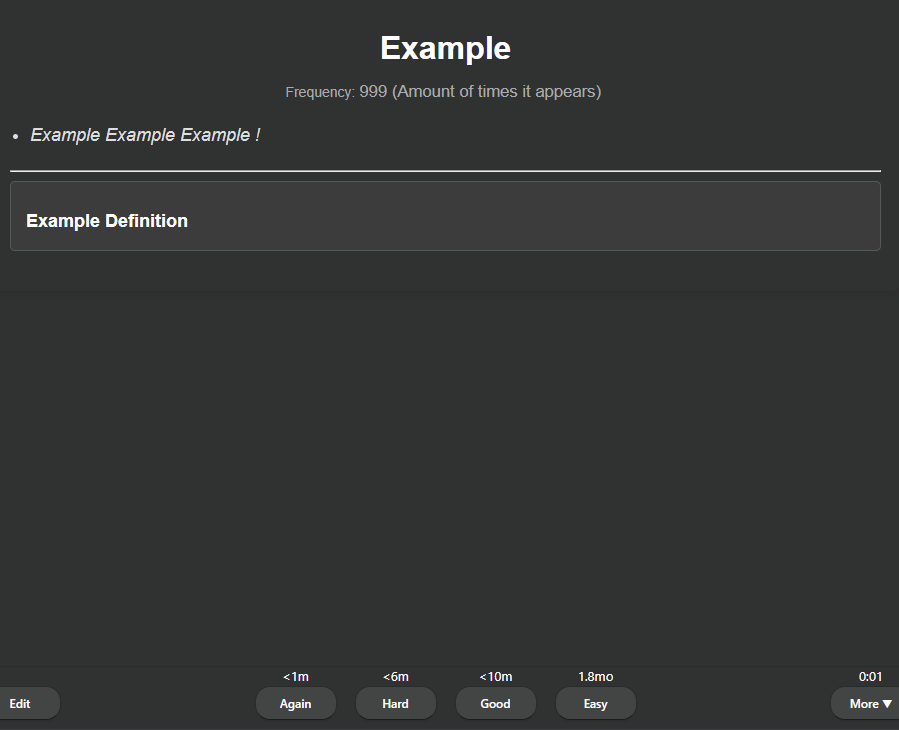 Example
Frequency: 999 (Amount of times it appears)
• Example Example Example !
Example Definition
<1m <6m <10m 1.8mo 0:01
Edit Again Hard Good Easy More ▼